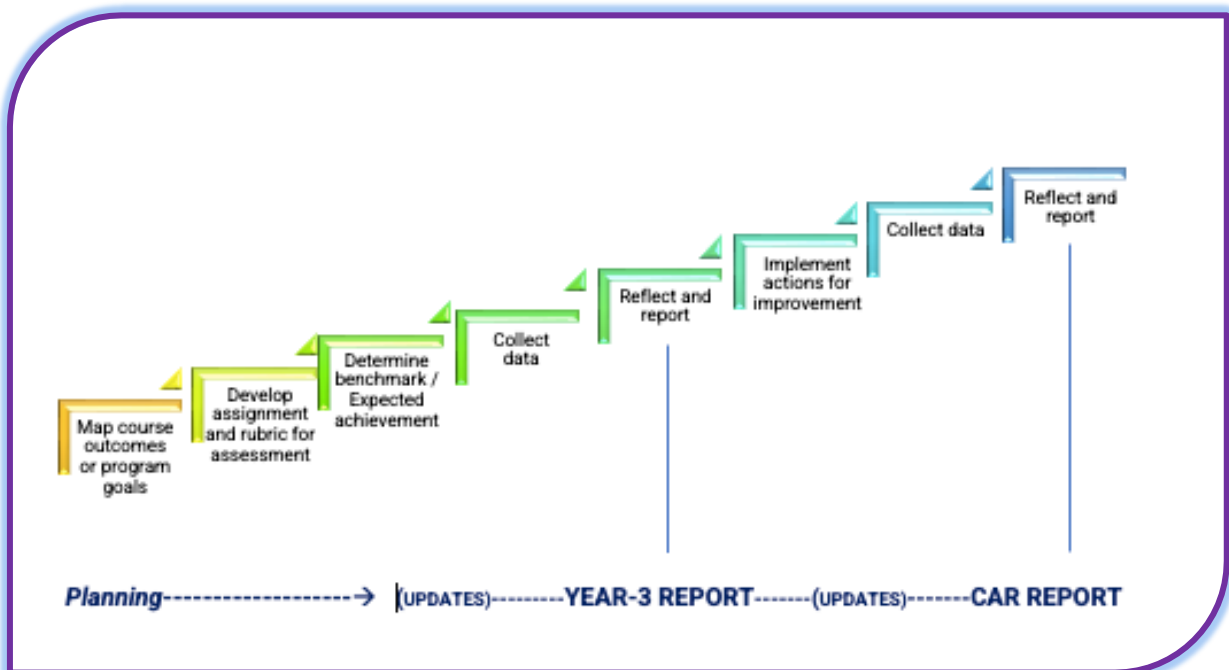 Map course
outcomes
or program
goals
Develop
assignment
and rubric for
assessment
Determine
benchmark /
Expected
achievement
Collect
data
Reflect and
report
Implement
actions for
improvement
Collect data
Reflect and
report
Planning-------------------→ (UPDATES)---------YEAR-3 REPORT-------(UPDATES)-------CAR REPORT